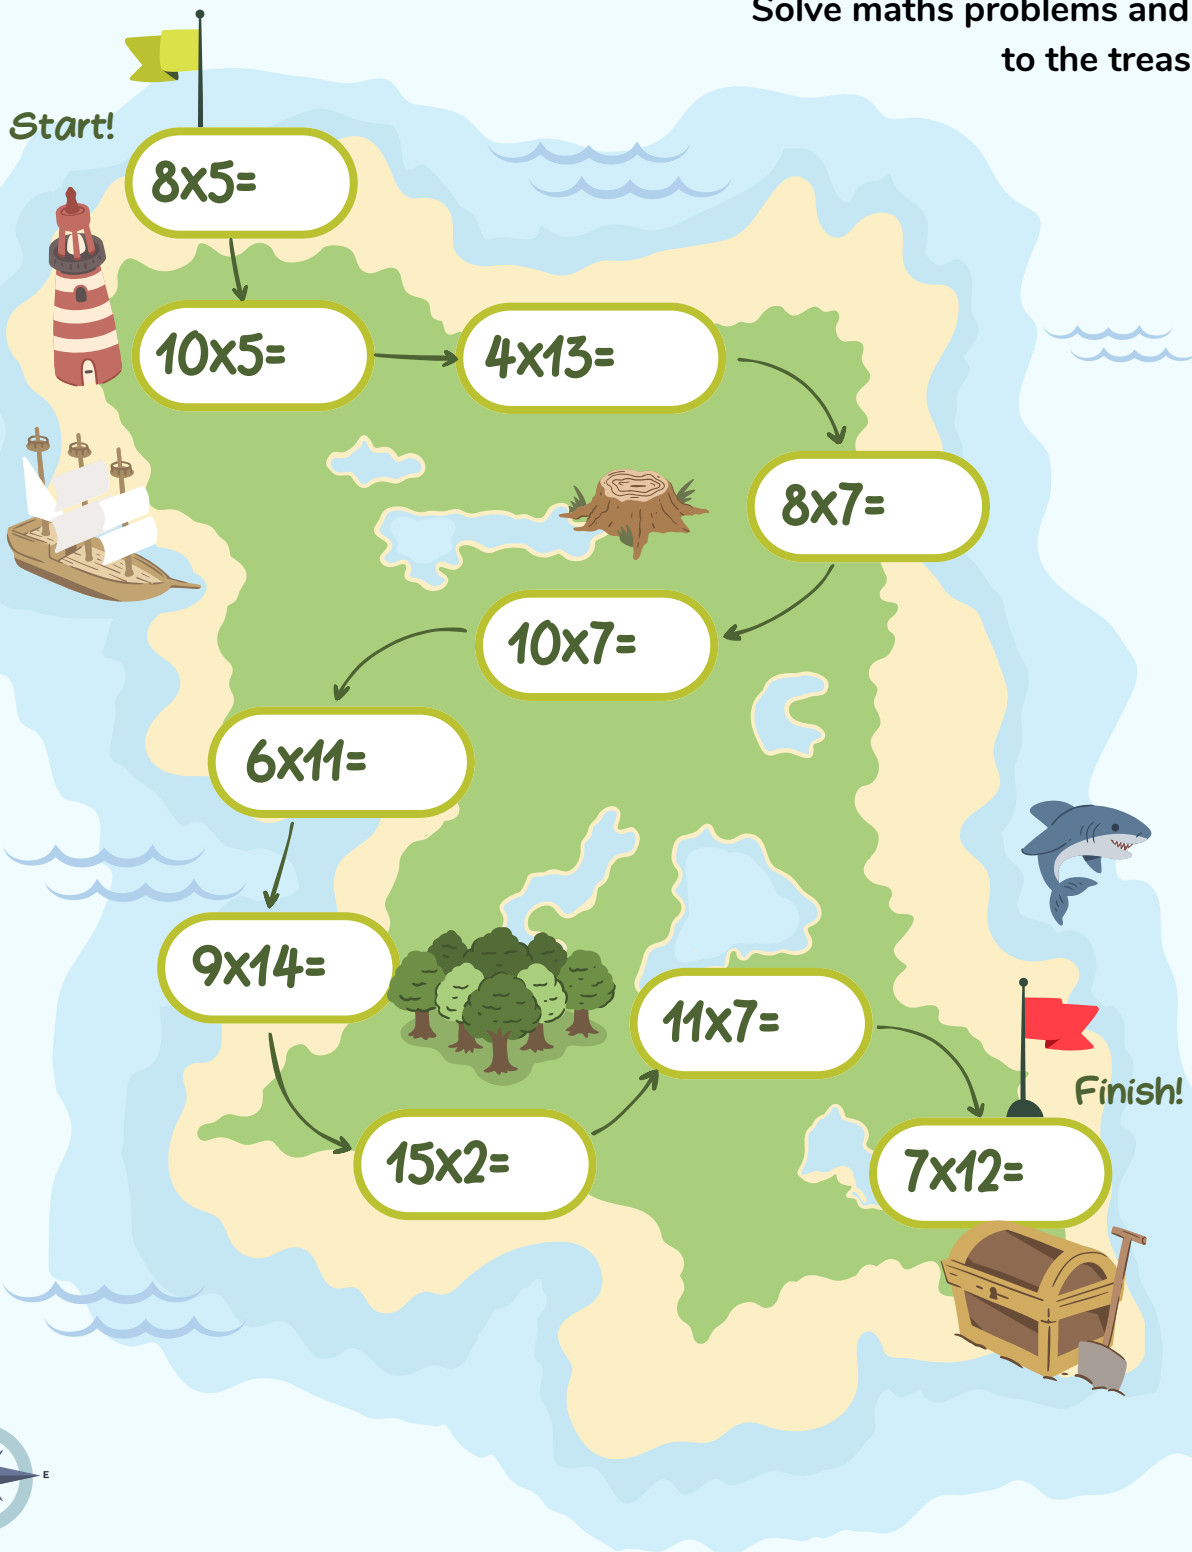 Solve maths problems and
to the treas
Start!
8x5=
10x5=
4x13=
8x7=
10x7=
6x11=
9x14=
11x7=
Finish!
15x2=
7x12=
E